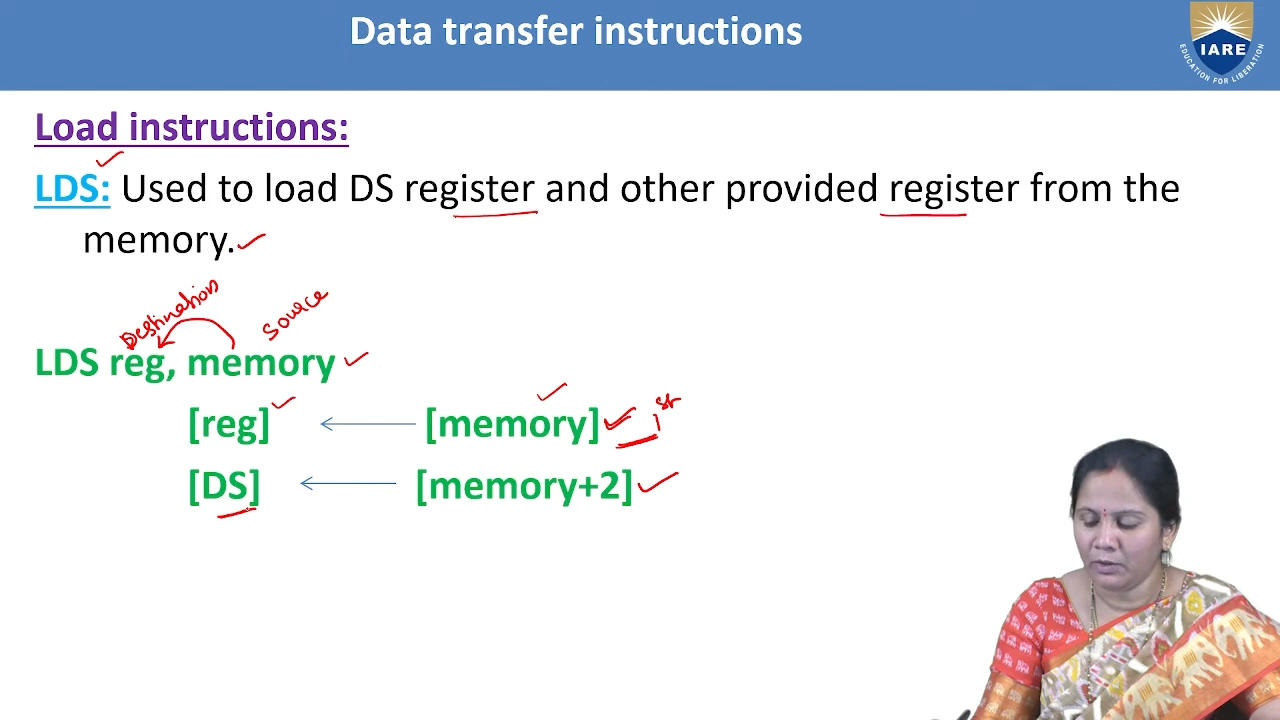 Data transfer instructions
IARE
EDUCATION FOR LIBERATION
Load instructions:
LDS: Used to load DS register and other provided register from the
memory.
Destination
Source
LDS reg, memory
[reg] ← [memory] 1st
[DS] ← [memory+2]